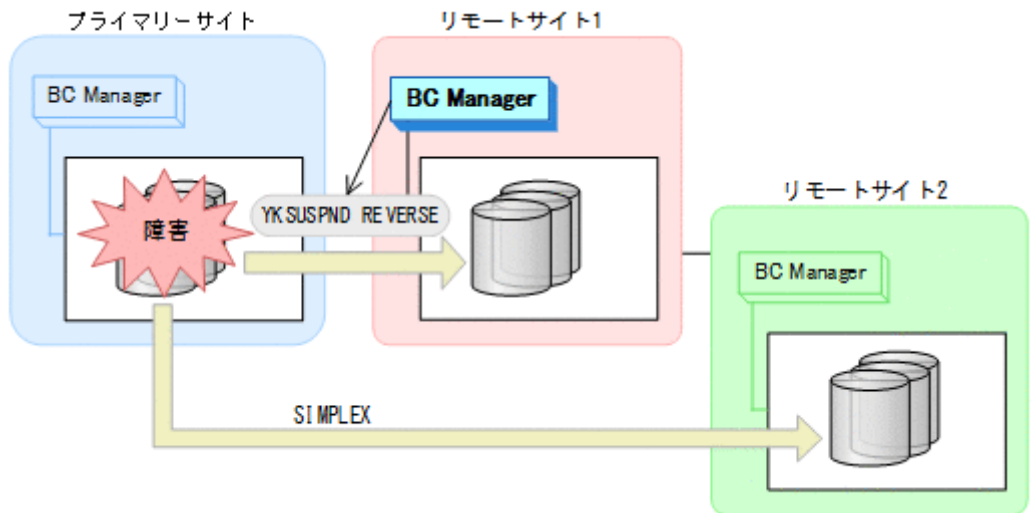 プライマリーサイト
リモートサイト1
BC Manager
BC Manager
障害
YKSUSPND REVERSE
リモートサイト2
BC Manager
SIMPLEX